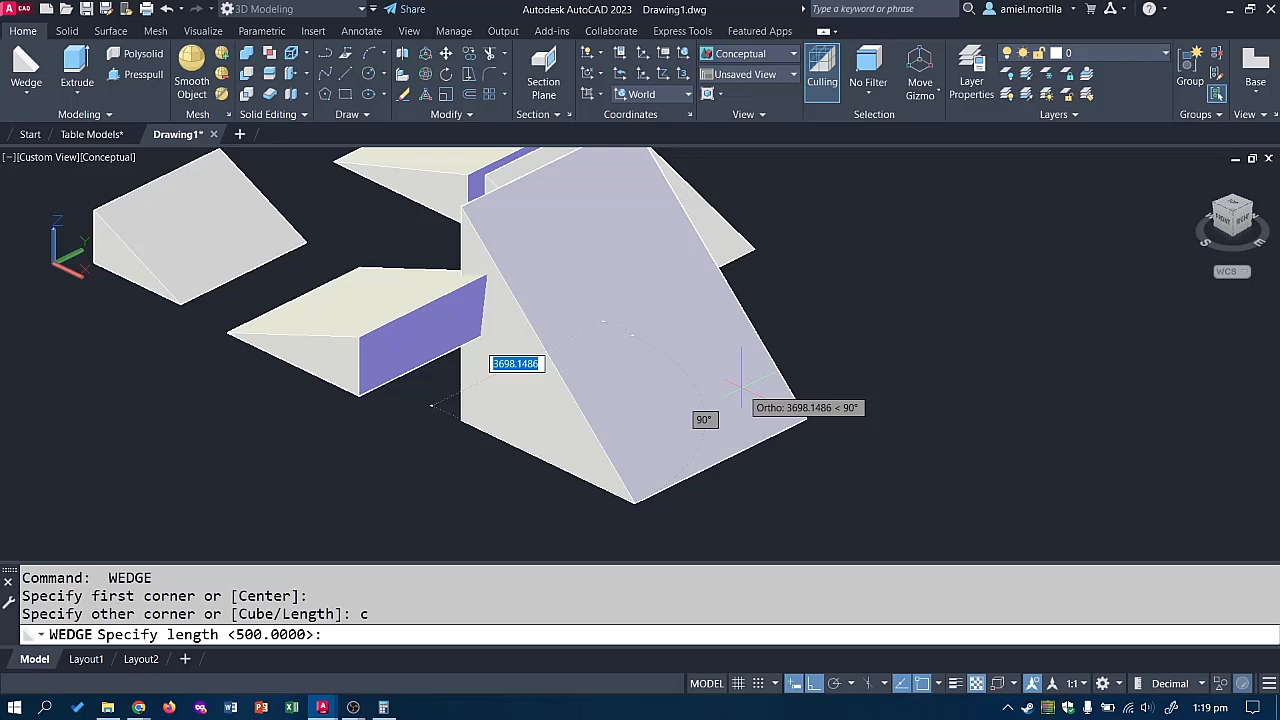 CAD
3D Modeling
Share
Autodesk AutoCAD 2023
Drawing1.dwg
Type a keyword or phrase
amiel.mortilla
Home
Solid
Surface
Mesh
Visualize
Parametric
Insert
Annotate
View
Manage
Output
Add-ins
Collaborate
Express Tools
Featured Apps
Wedge
Extrude
Polysolid
Presspull
Smooth
Object
Section
Plane
World
Conceptual
Unsaved View
Culling
No Filter
Move
Gizmo
Layer
Properties
0
Group
Base
Modeling
Mesh
Solid Editing
Draw
Modify
Section
Coordinates
View
Selection
Layers
Groups
View
Start
Table Models*
Drawing1*
[−][Custom View][Conceptual]
Z
Y
X
TOP
FRONT
RIGHT
S
E
WCS
3698.1486
Ortho: 3698.1486 < 90°
90°
Command: WEDGE
Specify first corner or [Center]:
Specify other corner or [Cube/Length]: c
WEDGE Specify length <500.0000>:
Model
Layout1
Layout2
MODEL
1:1
Decimal
1:19 pm